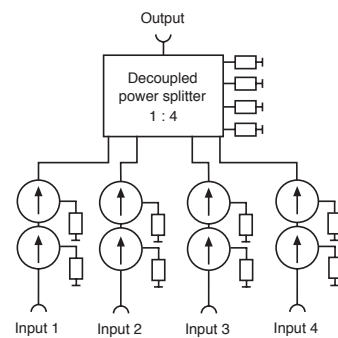 Output
Decoupled
power splitter
1 : 4
Input 1
Input 2
Input 3
Input 4